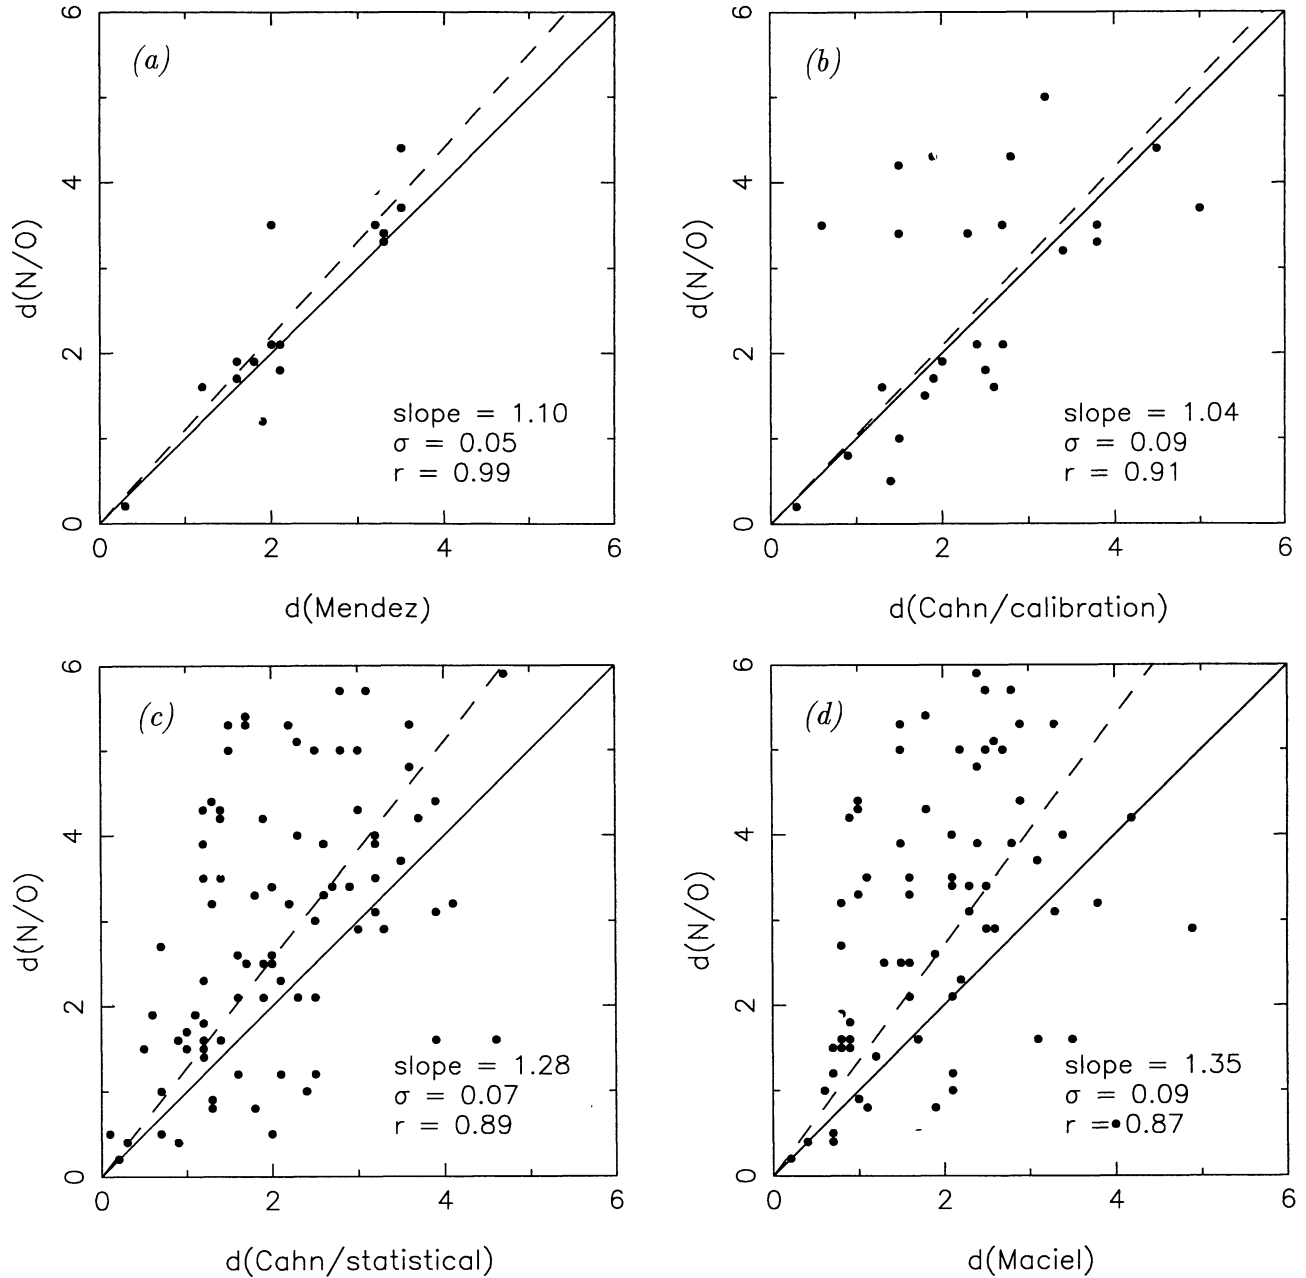 6
(a)
4
d(N/O)
2
slope = 1.10
σ = 0.05
r = 0.99
0
0 2 4 6
d(Mendez)
6
(b)
4
d(N/O)
2
slope = 1.04
σ = 0.09
r = 0.91
0
0 2 4 6
d(Cahn/calibration)
6
(c)
4
d(N/O)
2
slope = 1.28
σ = 0.07
r = 0.89
0
0 2 4 6
d(Cahn/statistical)
6
(d)
4
d(N/O)
2
slope = 1.35
σ = 0.09
r = 0.87
0
0 2 4 6
d(Maciel)